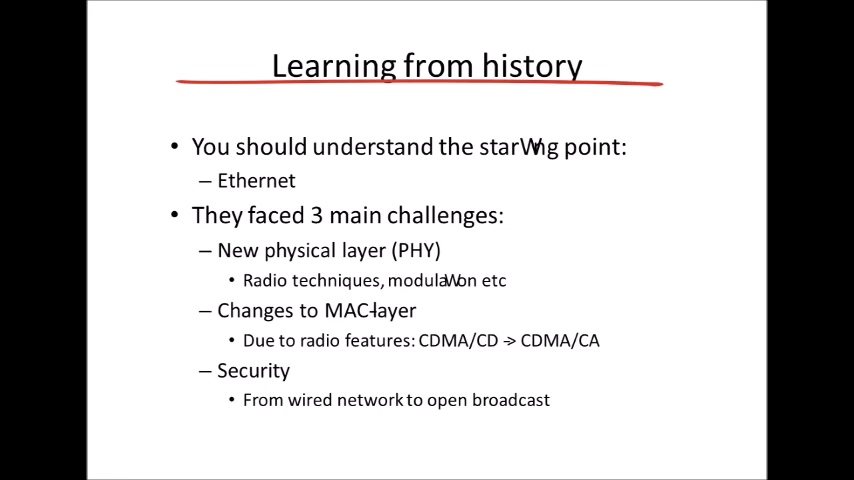 Learning from history
• You should understand the starWng point:
– Ethernet
• They faced 3 main challenges:
– New physical layer (PHY)
• Radio techniques, modulaWon etc
– Changes to MAC-layer
• Due to radio features: CDMA/CD -> CDMA/CA
– Security
• From wired network to open broadcast